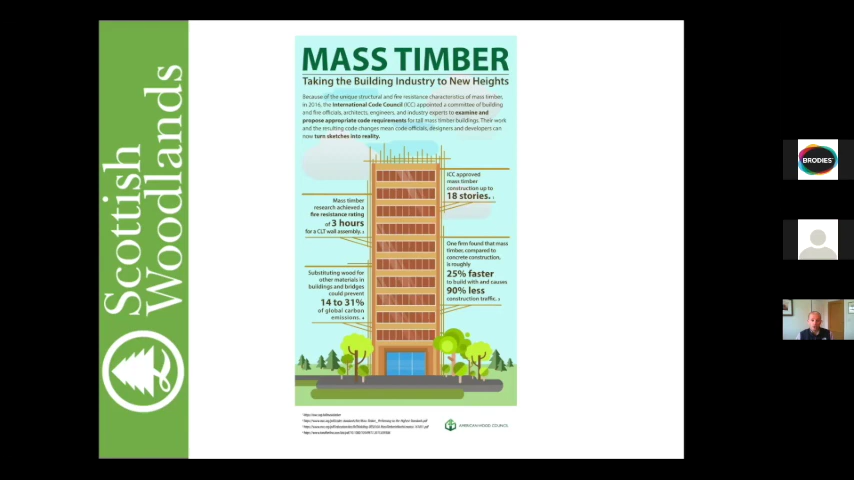 Scottish
Woodlands
MASS TIMBER
Taking the Building Industry to New Heights
Because of the unique structural and fire resistance characteristics of mass timber,
in 2016, the International Code Council (ICC) appointed a committee of building
and fire officials, architects, engineers, and industry experts to examine and
propose appropriate code requirements for tall mass timber buildings. Their work
and the resulting code changes mean code officials, designers and developers can
now turn sketches into reality.
Mass timber
research achieved a
fire resistance rating
of 3 hours
for a CLT wall assembly.
Substituting wood for
other materials in
buildings and bridges
could prevent
14 to 31%
of global carbon
emissions.
ICC approved
mass timber
construction up to
18 stories.
One firm found that mass
timber, compared to
concrete construction,
is roughly
25% faster
to build with and causes
90% less
construction traffic.
AMERICAN WOOD COUNCIL
BRODIES